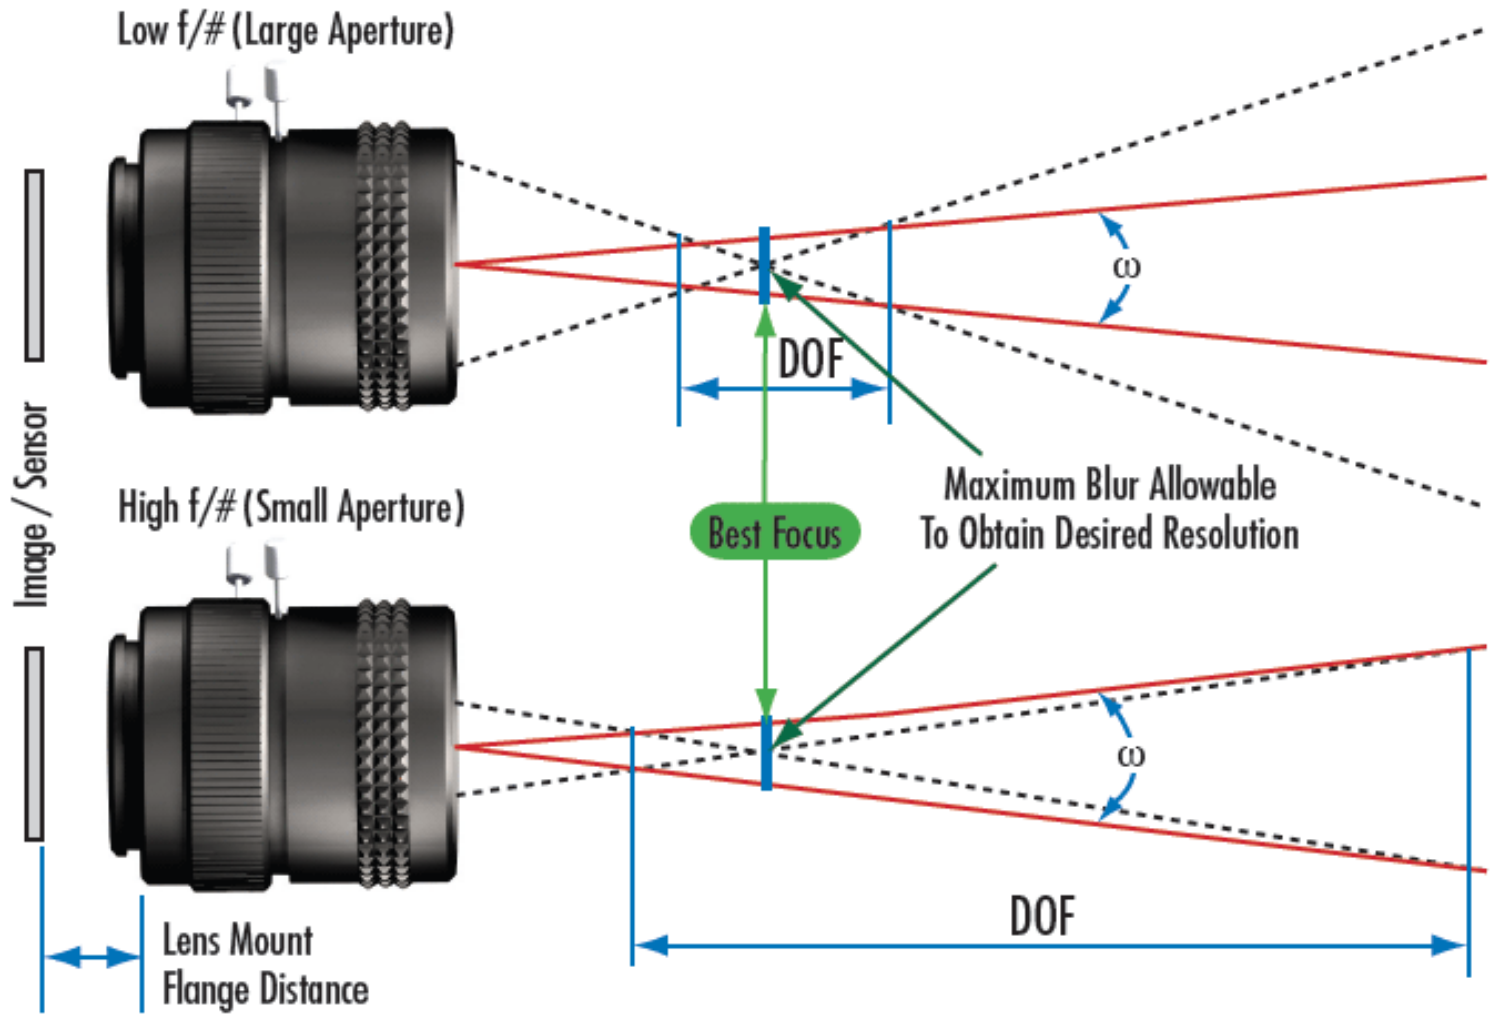 Low f/# (Large Aperture)
ω
DOF
Image / Sensor
Maximum Blur Allowable
To Obtain Desired Resolution
High f/# (Small Aperture)
Best Focus
ω
DOF
Lens Mount
Flange Distance